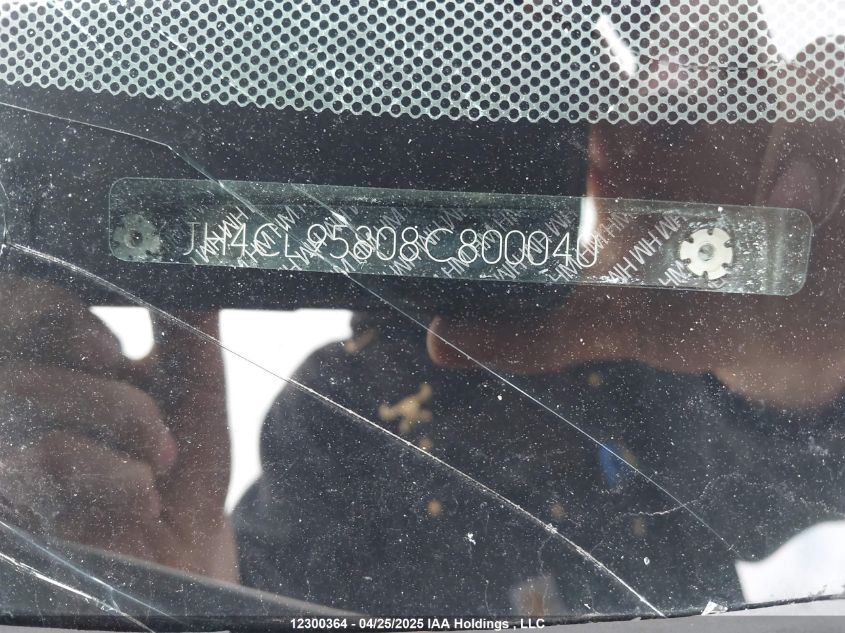 JH4CL95808C800040
12300364 - 04/25/2025 IAA Holdings , LLC